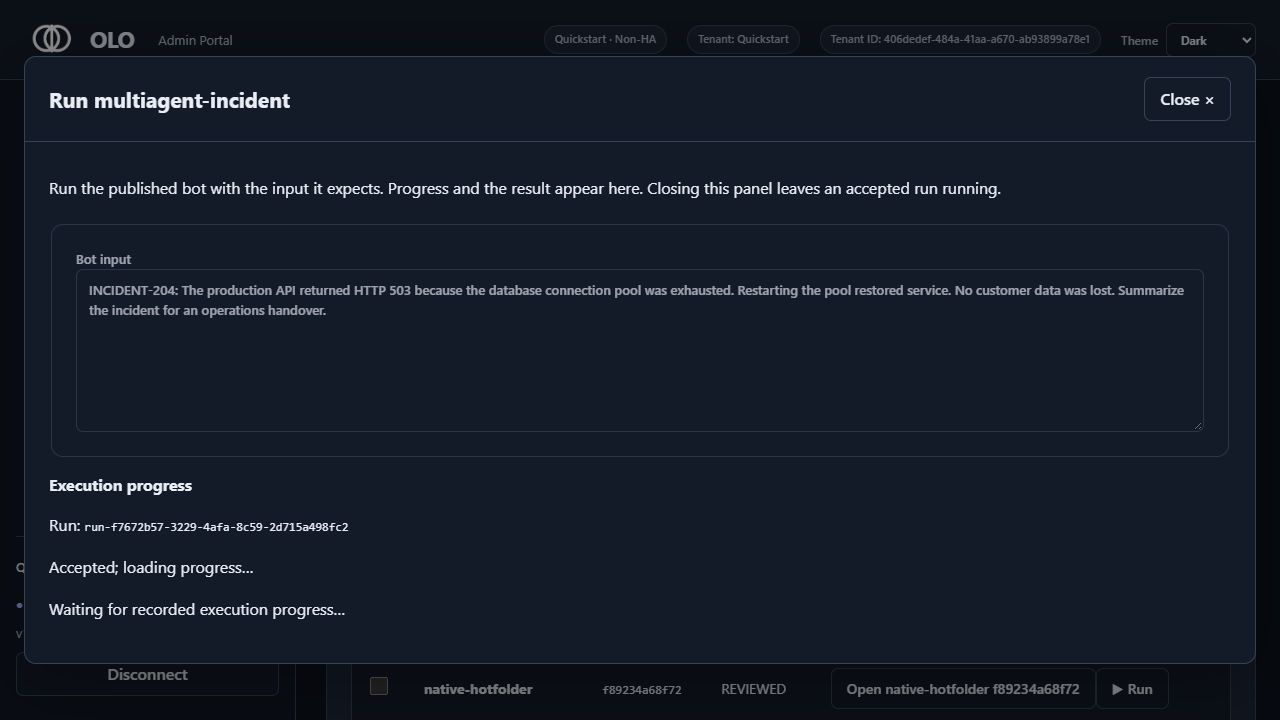 OLO Admin Portal Quickstart · Non-HA Tenant: Quickstart Tenant ID: 406dedef-484a-41aa-a670-ab93899a78e1 Theme Dark
Run multiagent-incident
Close ×
Run the published bot with the input it expects. Progress and the result appear here. Closing this panel leaves an accepted run running.
Bot input
INCIDENT-204: The production API returned HTTP 503 because the database connection pool was exhausted. Restarting the pool restored service. No customer data was lost. Summarize
the incident for an operations handover.
Execution progress
Run: run-f7672b57-3229-4afa-8c59-2d715a498fc2
Accepted; loading progress...
Waiting for recorded execution progress...
Disconnect
native-hotfolder f89234a68f72 REVIEWED Open native-hotfolder f89234a68f72 ▶ Run